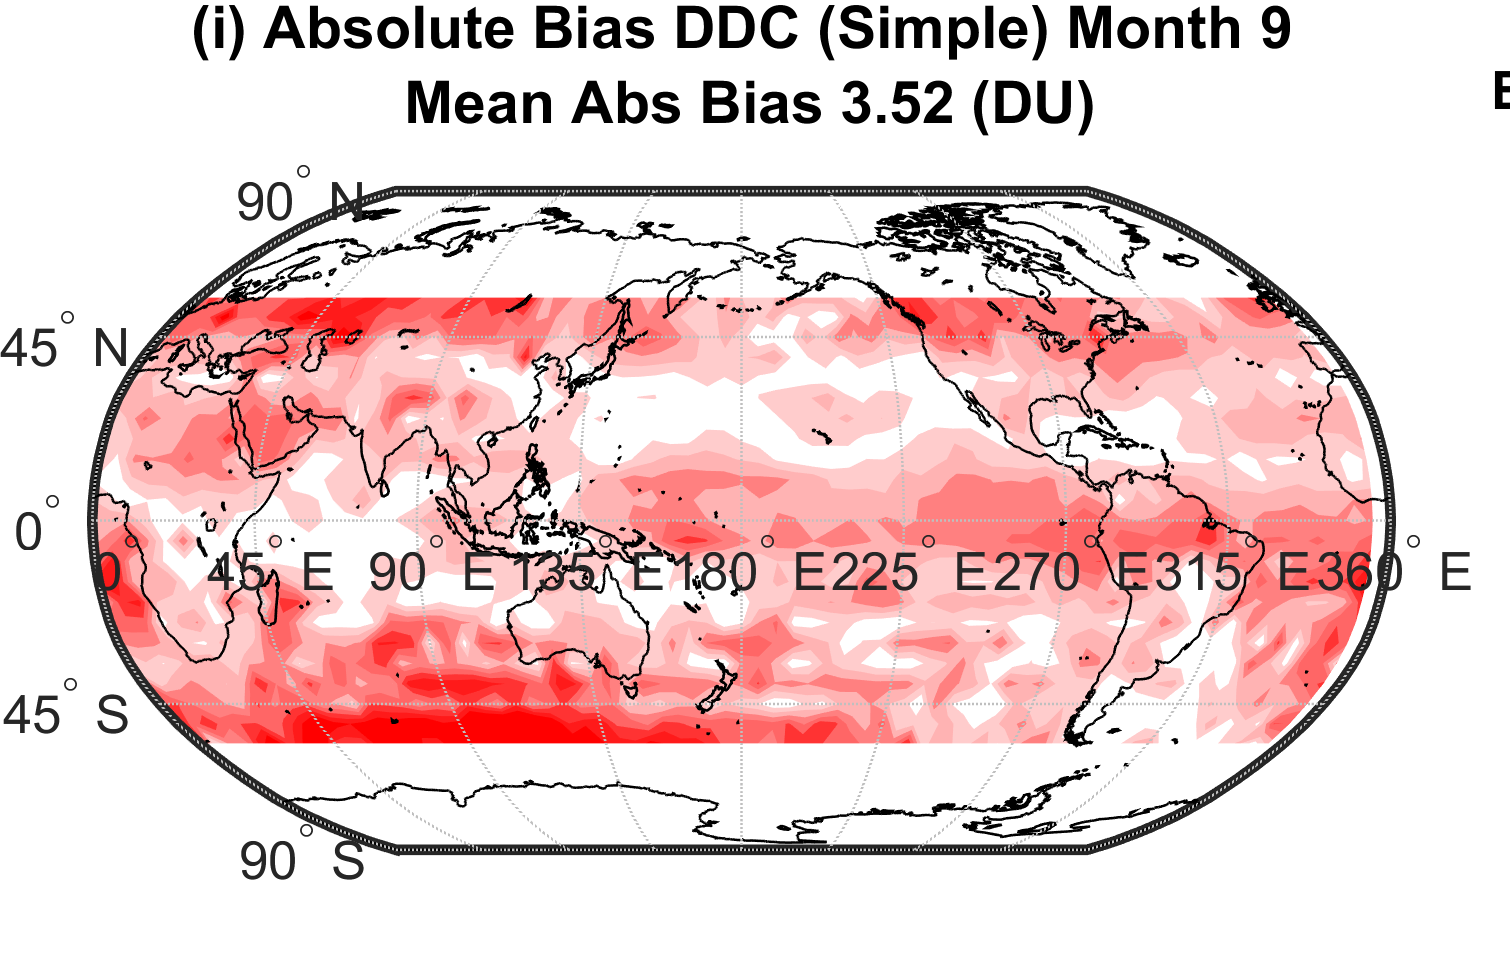 (i) Absolute Bias DDC (Simple) Month 9
Mean Abs Bias 3.52 (DU)
E
90° N
45° N
0°
0° 45° E 90° E 135° E 180° E 225° E 270° E 315° E 360° E
45° S
90° S